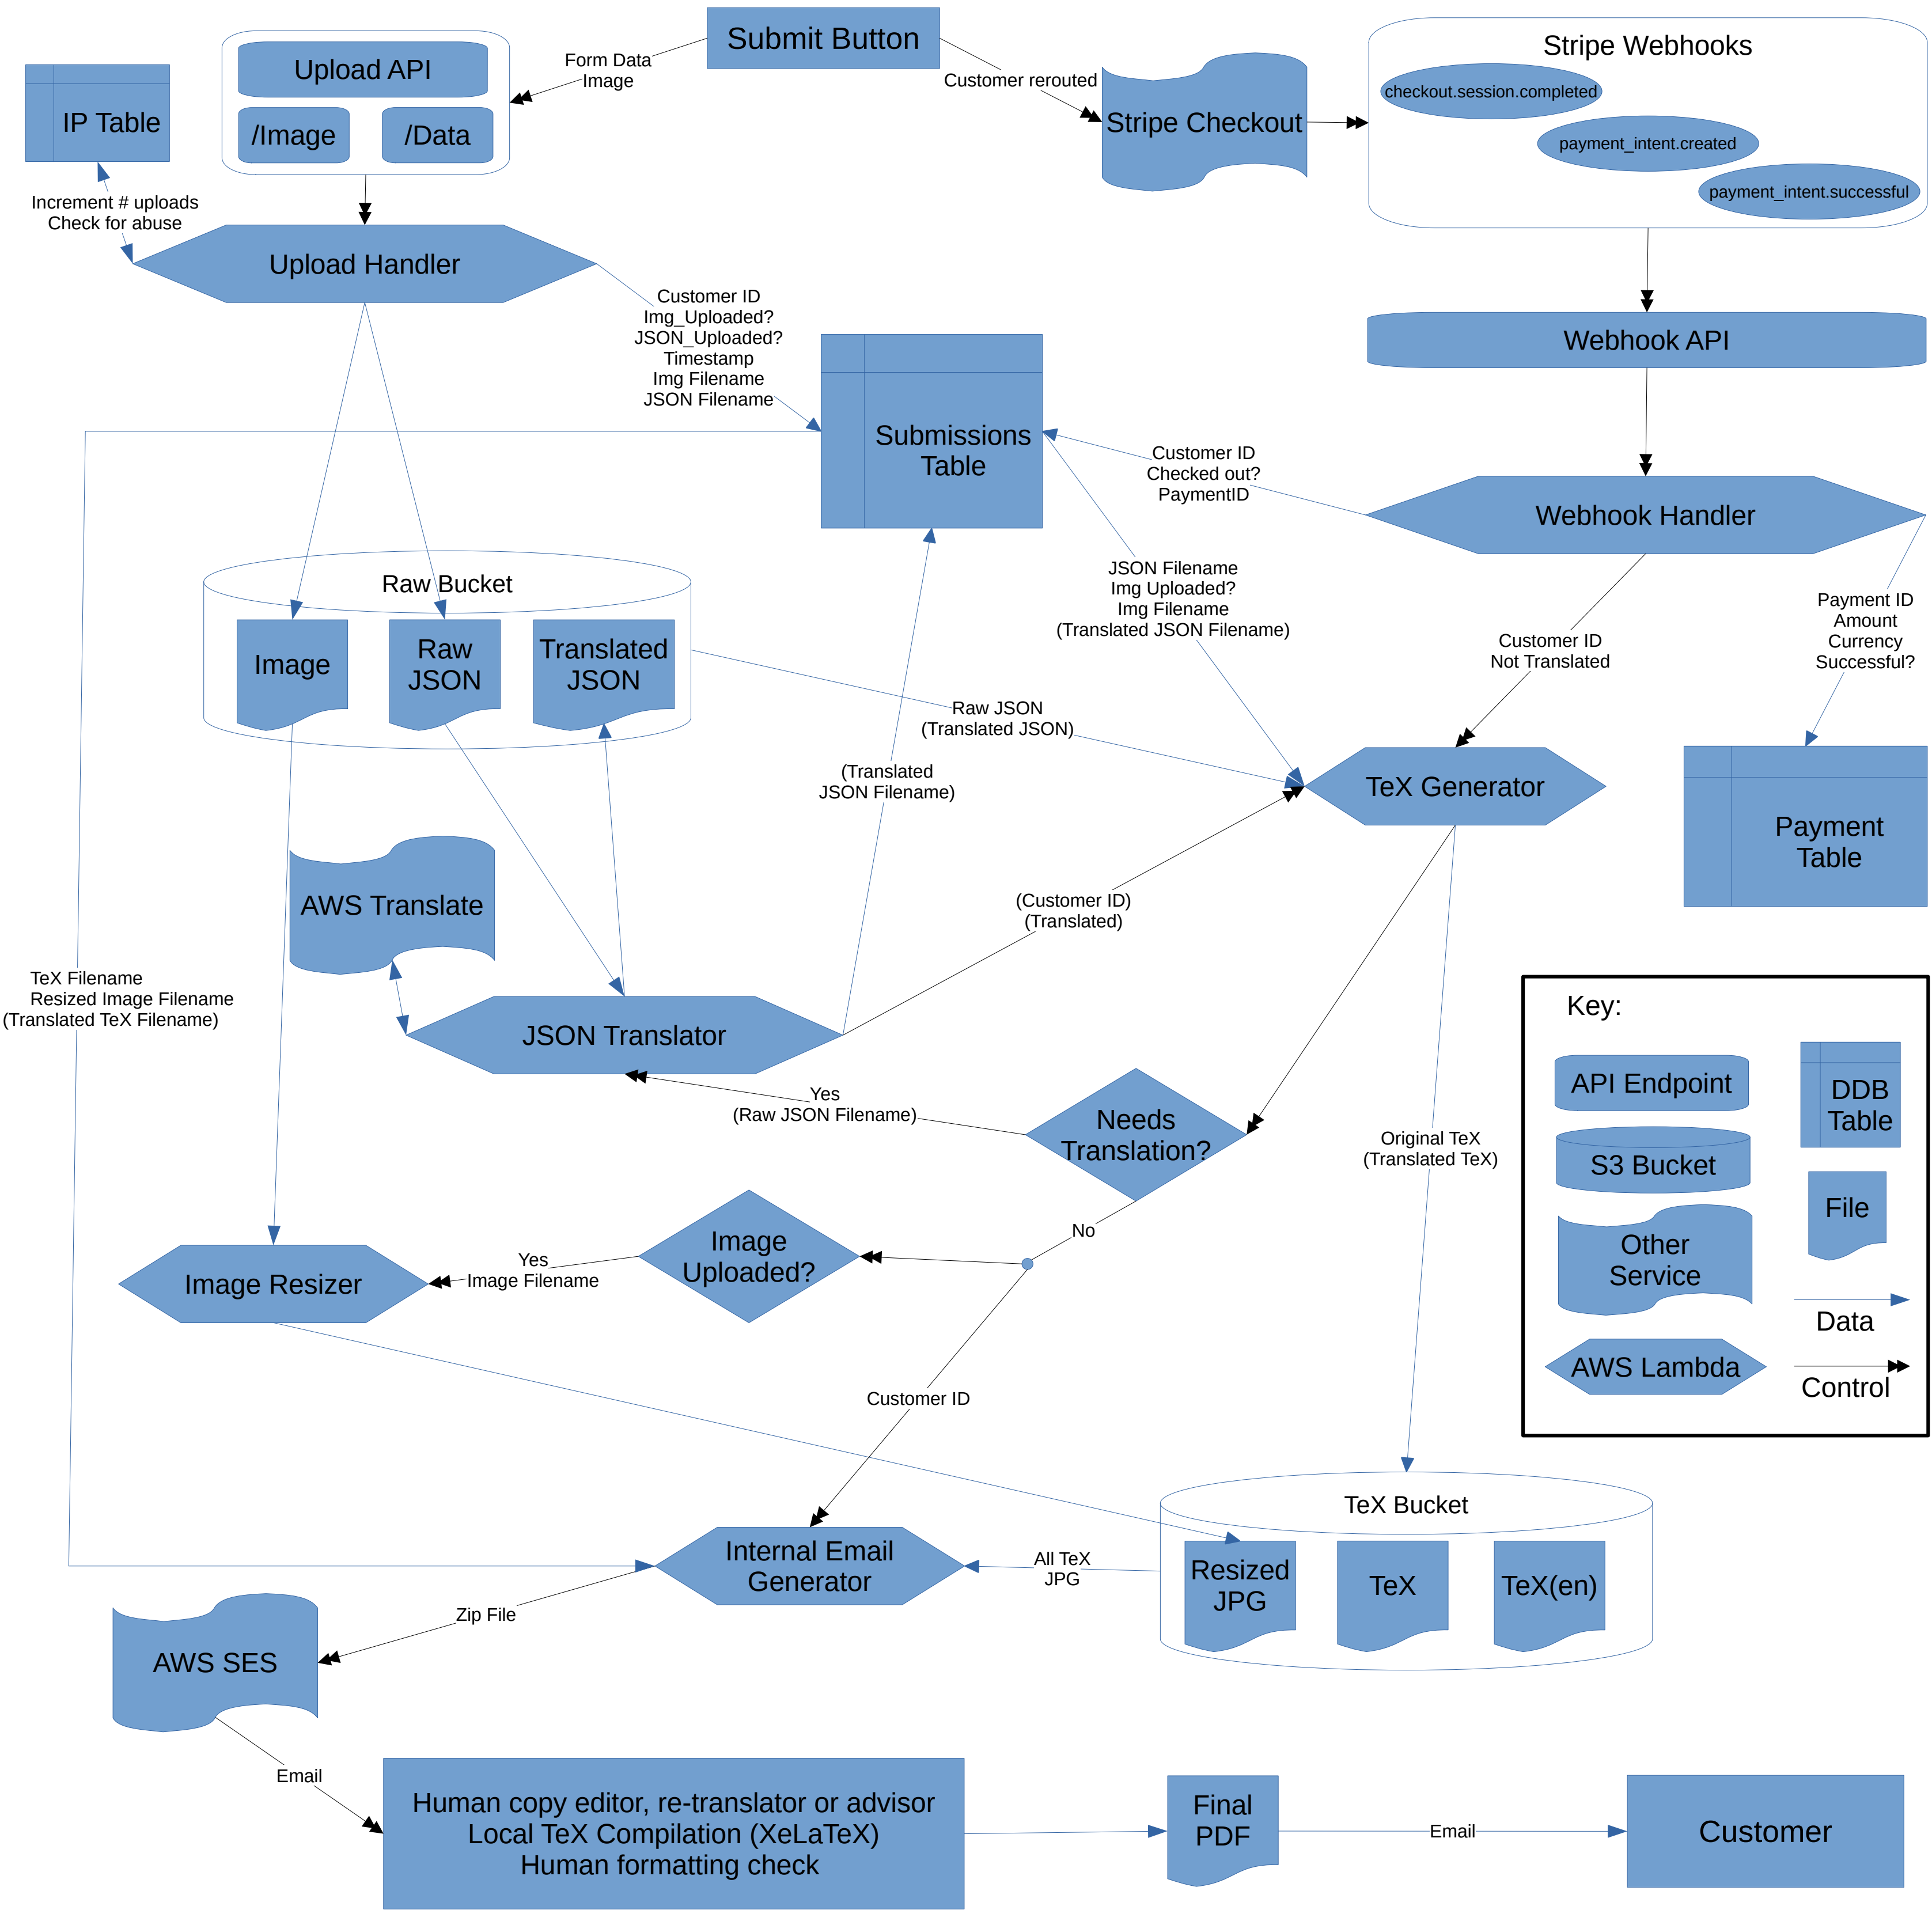 Submit Button
Form Data
Image
Customer rerouted
Upload API
/Image
/Data
IP Table
Increment # uploads
Check for abuse
Upload Handler
Stripe Checkout
Stripe Webhooks
checkout.session.completed
payment_intent.created
payment_intent.successful
Webhook API
Webhook Handler
Customer ID
Img_Uploaded?
JSON_Uploaded?
Timestamp
Img Filename
JSON Filename
Submissions
Table
Customer ID
Checked out?
PaymentID
JSON Filename
Img Uploaded?
Img Filename
(Translated JSON Filename)
Customer ID
Not Translated
Payment ID
Amount
Currency
Successful?
Raw Bucket
Image
Raw
JSON
Translated
JSON
Raw JSON
(Translated JSON)
(Translated
JSON Filename)
TeX Generator
Payment
Table
AWS Translate
(Customer ID)
(Translated)
TeX Filename
Resized Image Filename
(Translated TeX Filename)
JSON Translator
Yes
(Raw JSON Filename)
Needs
Translation?
Original TeX
(Translated TeX)
No
Image
Uploaded?
Yes
Image Filename
Image Resizer
Customer ID
Key:
API Endpoint
DDB
Table
S3 Bucket
File
Other
Service
Data
AWS Lambda
Control
TeX Bucket
Resized
JPG
TeX
TeX(en)
All TeX
JPG
Internal Email
Generator
Zip File
AWS SES
Email
Human copy editor, re-translator or advisor
Local TeX Compilation (XeLaTeX)
Human formatting check
Final
PDF
Email
Customer